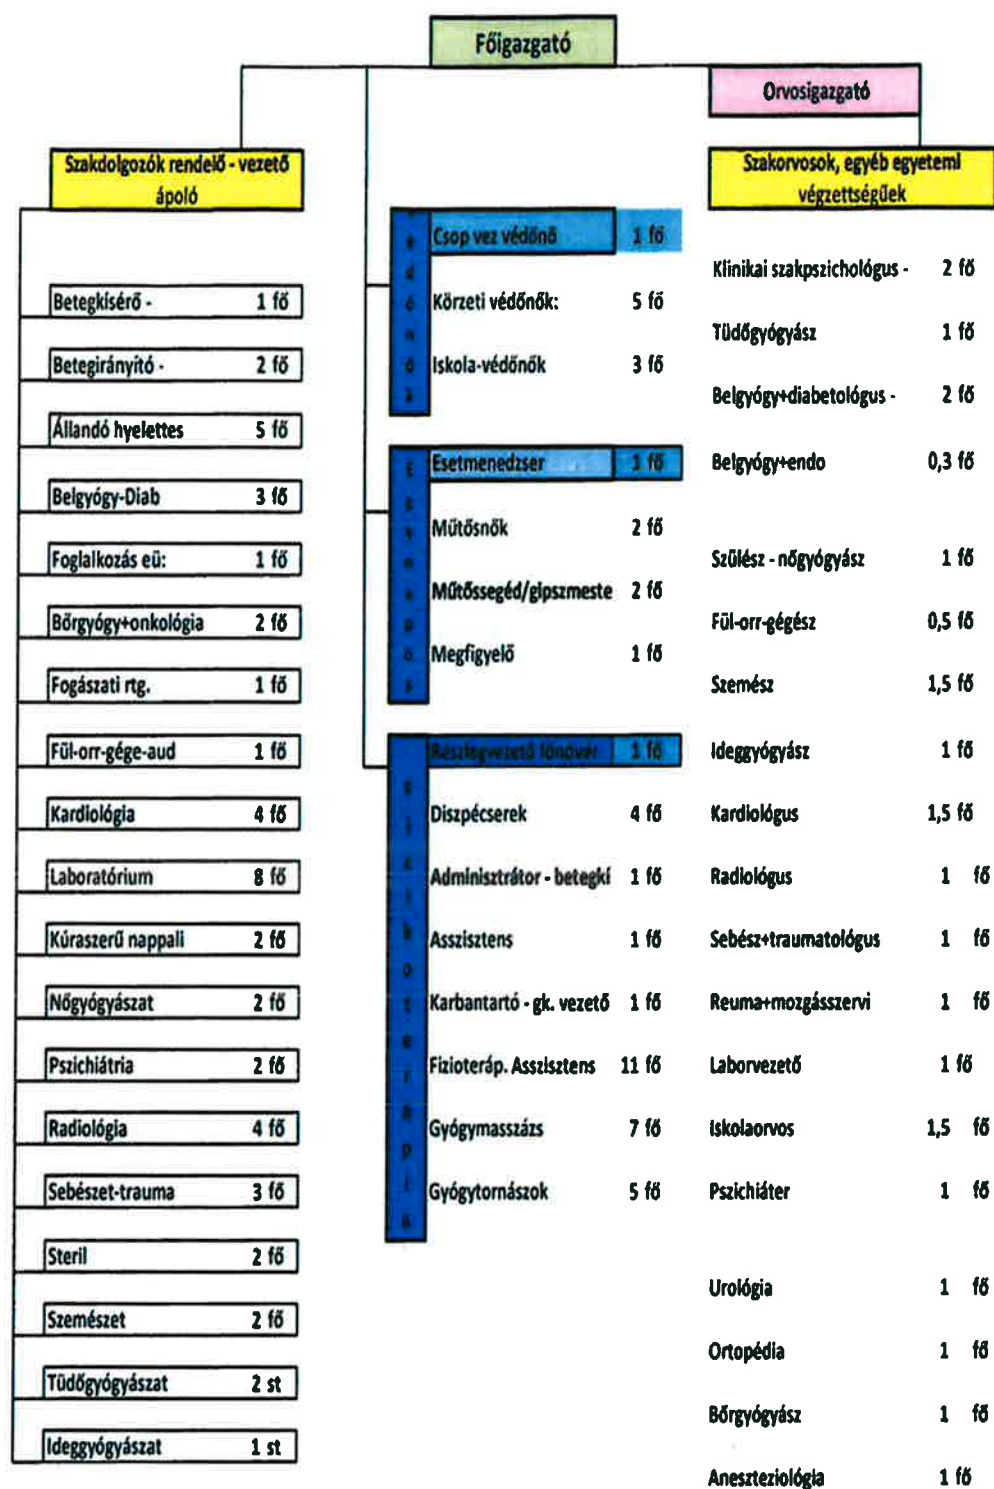 Főigazgató
Orvosigazgató
Szakdolgozók rendelő - vezető
ápoló
Betegkísérő - 1 fő
Betegirányító - 2 fő
Állandó hyelettes 5 fő
Belgyógy-Diab 3 fő
Foglalkozás eü: 1 fő
Bőrgyógy+onkológia 2 fő
Fogászati rtg. 1 fő
Fül-orr-gége-aud 1 fő
Kardiológia 4 fő
Laboratórium 8 fő
Kúraszerű nappali 2 fő
Nőgyógyászat 2 fő
Pszichiátria 2 fő
Radiológia 4 fő
Sebészet-trauma 3 fő
Steril 2 fő
Szemészet 2 fő
Tüdőgyógyászat 2 st
Ideggyógyászat 1 st
Csop vez védőnő 1 fő
Körzeti védőnők: 5 fő
Iskola-védőnők 3 fő
Esetmenedzser 1 fő
Műtősnők 2 fő
Műtőssegéd/gipszmeste 2 fő
Megfigyelő 1 fő
Részlegvezető főnővér 1 fő
Diszpécserek 4 fő
Adminisztrátor - betegkí 1 fő
Asszisztens 1 fő
Karbantartó - gk. vezető 1 fő
Fizioteráp. Asszisztens 11 fő
Gyógymasszázs 7 fő
Gyógytornászok 5 fő
Szakorvosok, egyéb egyetemi
végzettségűek
Klinikai szakpszichológus - 2 fő
Tüdőgyógyász 1 fő
Belgyógy+diabetológus - 2 fő
Belgyógy+endo 0,3 fő
Szülész - nőgyógyász 1 fő
Fül-orr-gégész 0,5 fő
Szemész 1,5 fő
Ideggyógyász 1 fő
Kardiológus 1,5 fő
Radiológus 1 fő
Sebész+traumatológus 1 fő
Reuma+mozgásszervi 1 fő
Laborvezető 1 fő
Iskolaorvos 1,5 fő
Pszichiáter 1 fő
Urológia 1 fő
Ortopédia 1 fő
Bőrgyógyász 1 fő
Aneszteziológia 1 fő